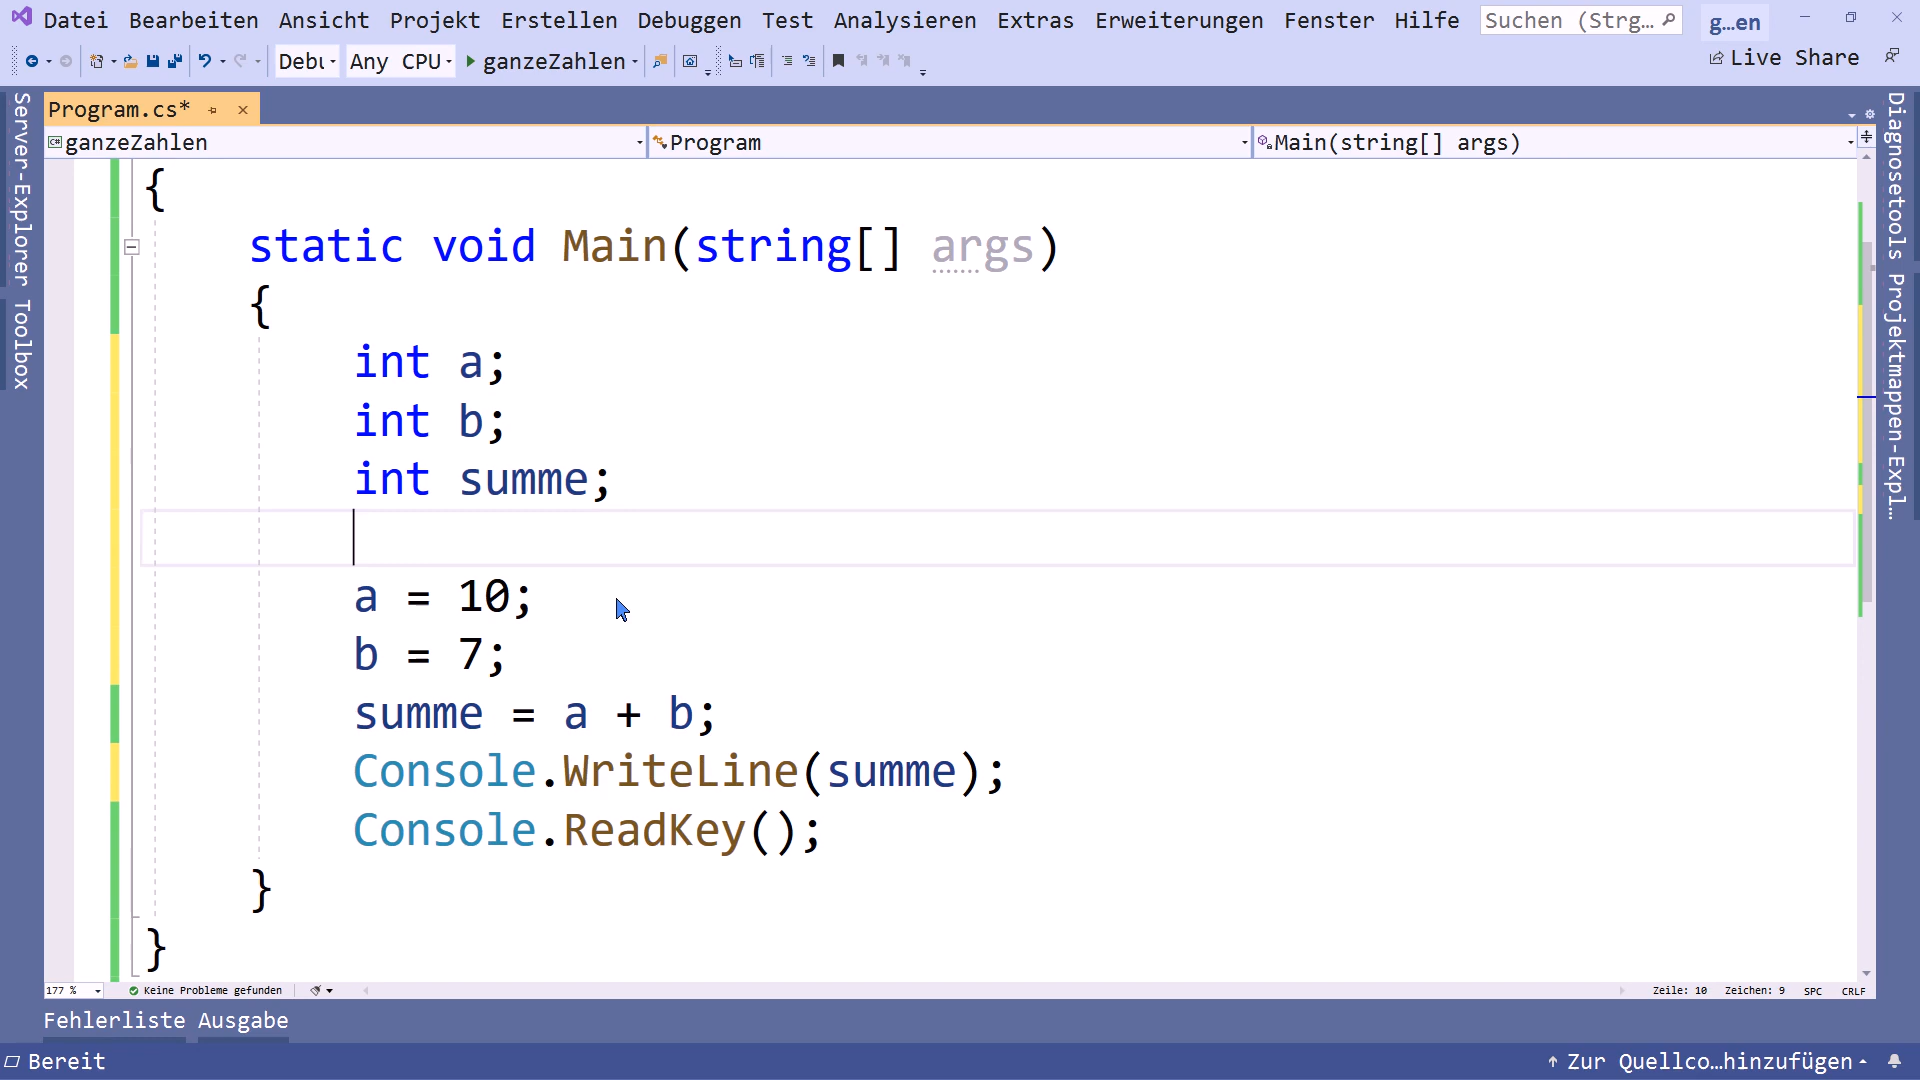 Datei Bearbeiten Ansicht Projekt Erstellen Debuggen Test Analysieren Extras Erweiterungen Fenster Hilfe Suchen (Strg... g...en
Debu Any CPU ganzeZahlen Live Share
Program.cs*
ganzeZahlen Program Main(string[] args)
Server-Explorer
Toolbox
{
static void Main(string[] args)
{
int a;
int b;
int summe;
a = 10;
b = 7;
summe = a + b;
Console.WriteLine(summe);
Console.ReadKey();
}
}
Diagnosetools
Projektmappen-Expl...
177 % Keine Probleme gefunden Zeile: 10 Zeichen: 9 SPC CRLF
Fehlerliste Ausgabe
Bereit Zur Quellco...hinzufügen